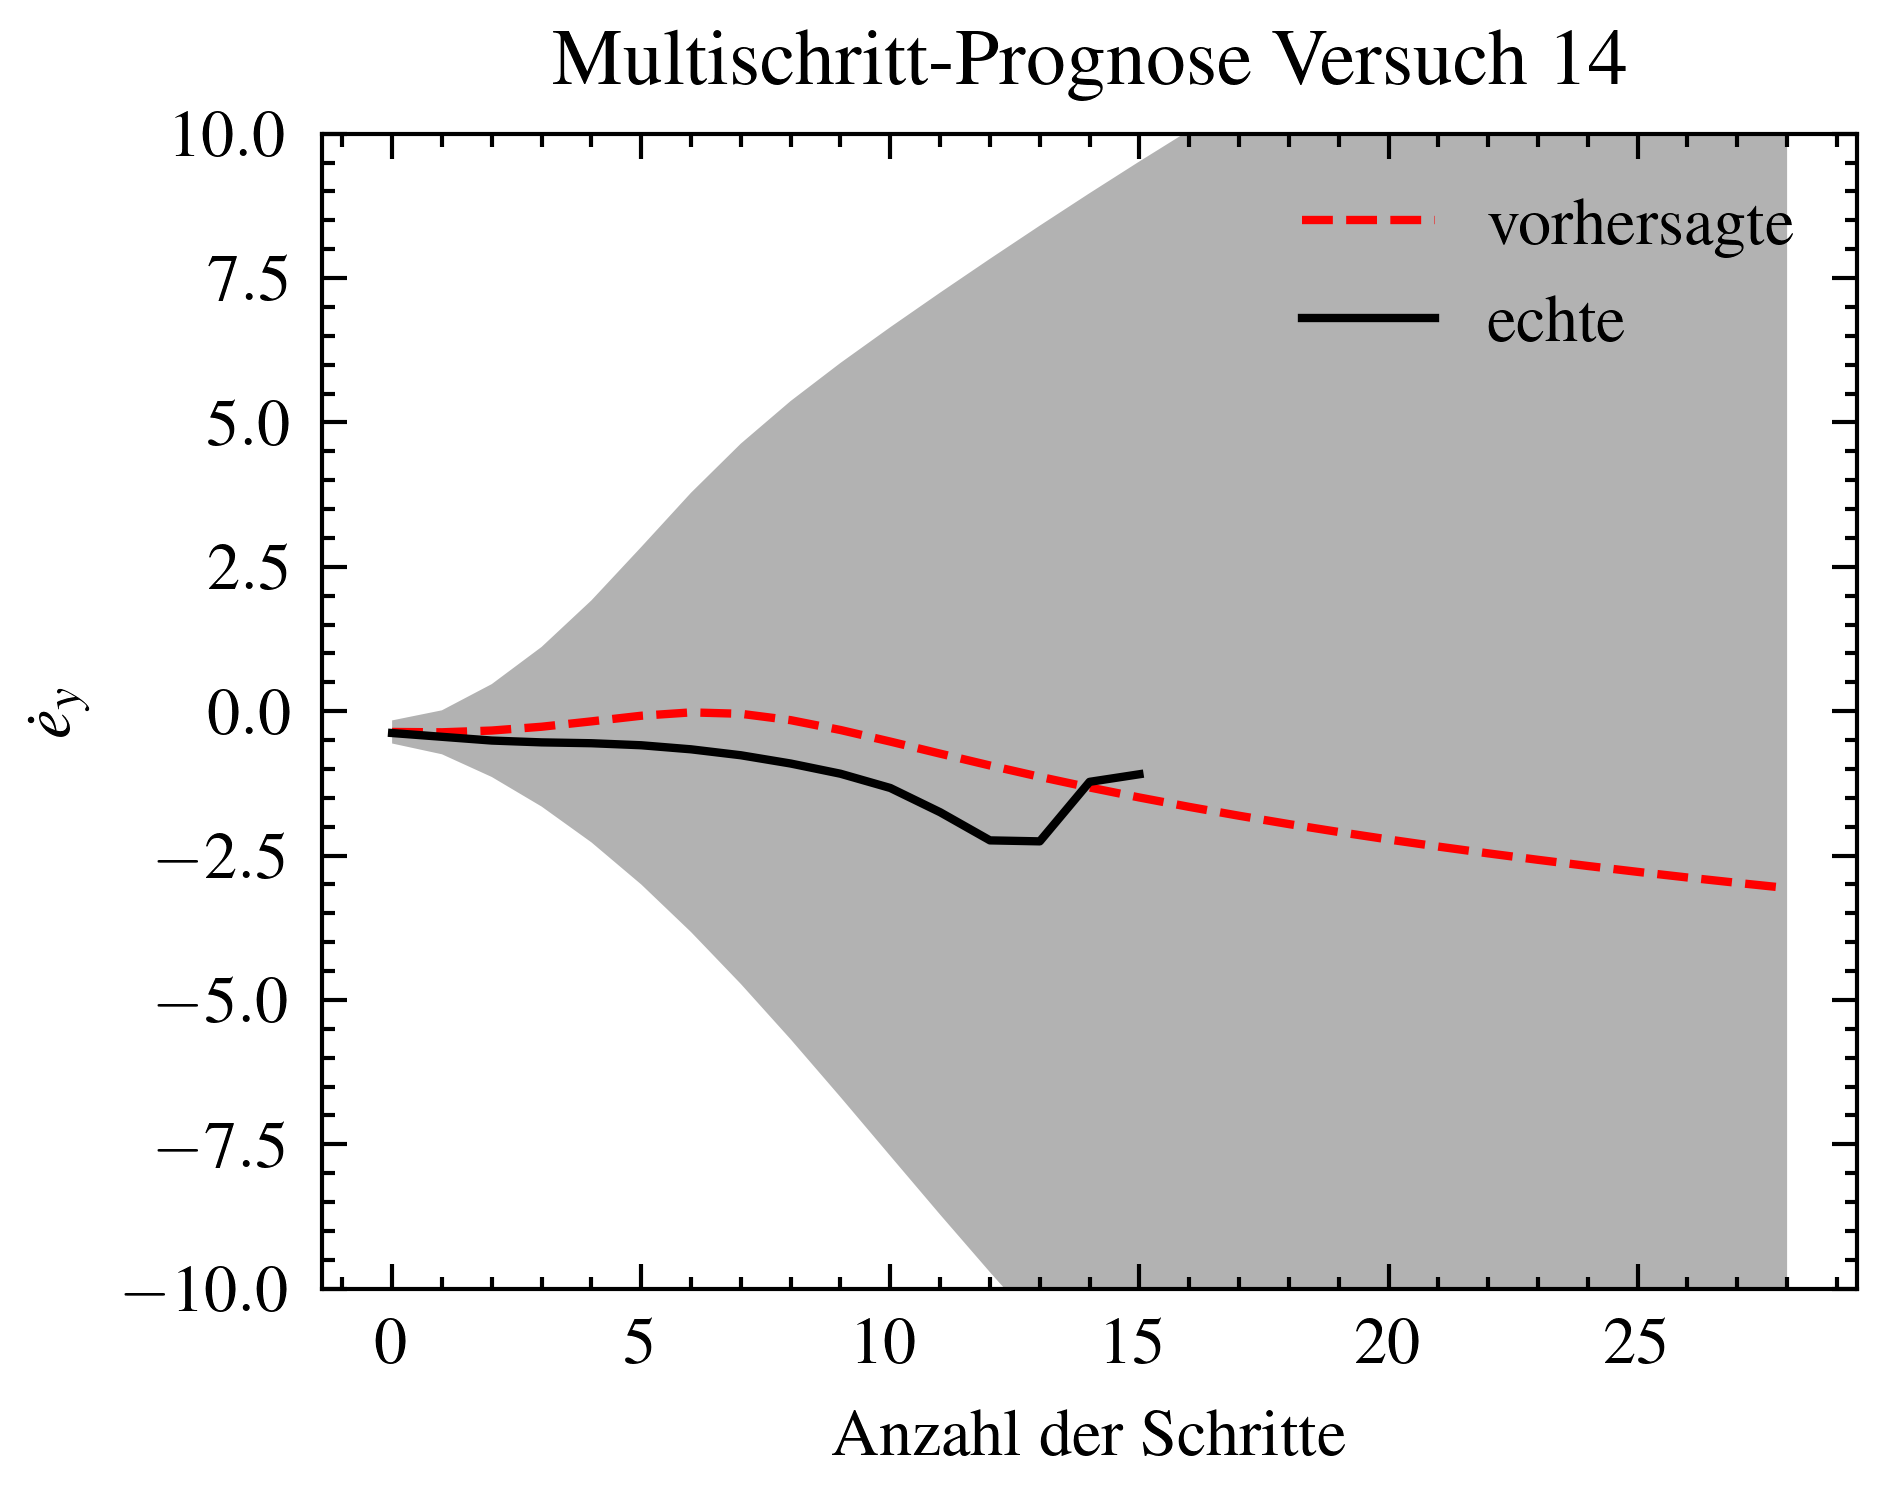 Multischritt-Prognose Versuch 14
10.0
7.5
5.0
2.5
0.0
−2.5
−5.0
−7.5
−10.0
ėy
vorhersagte
echte
0 5 10 15 20 25
Anzahl der Schritte